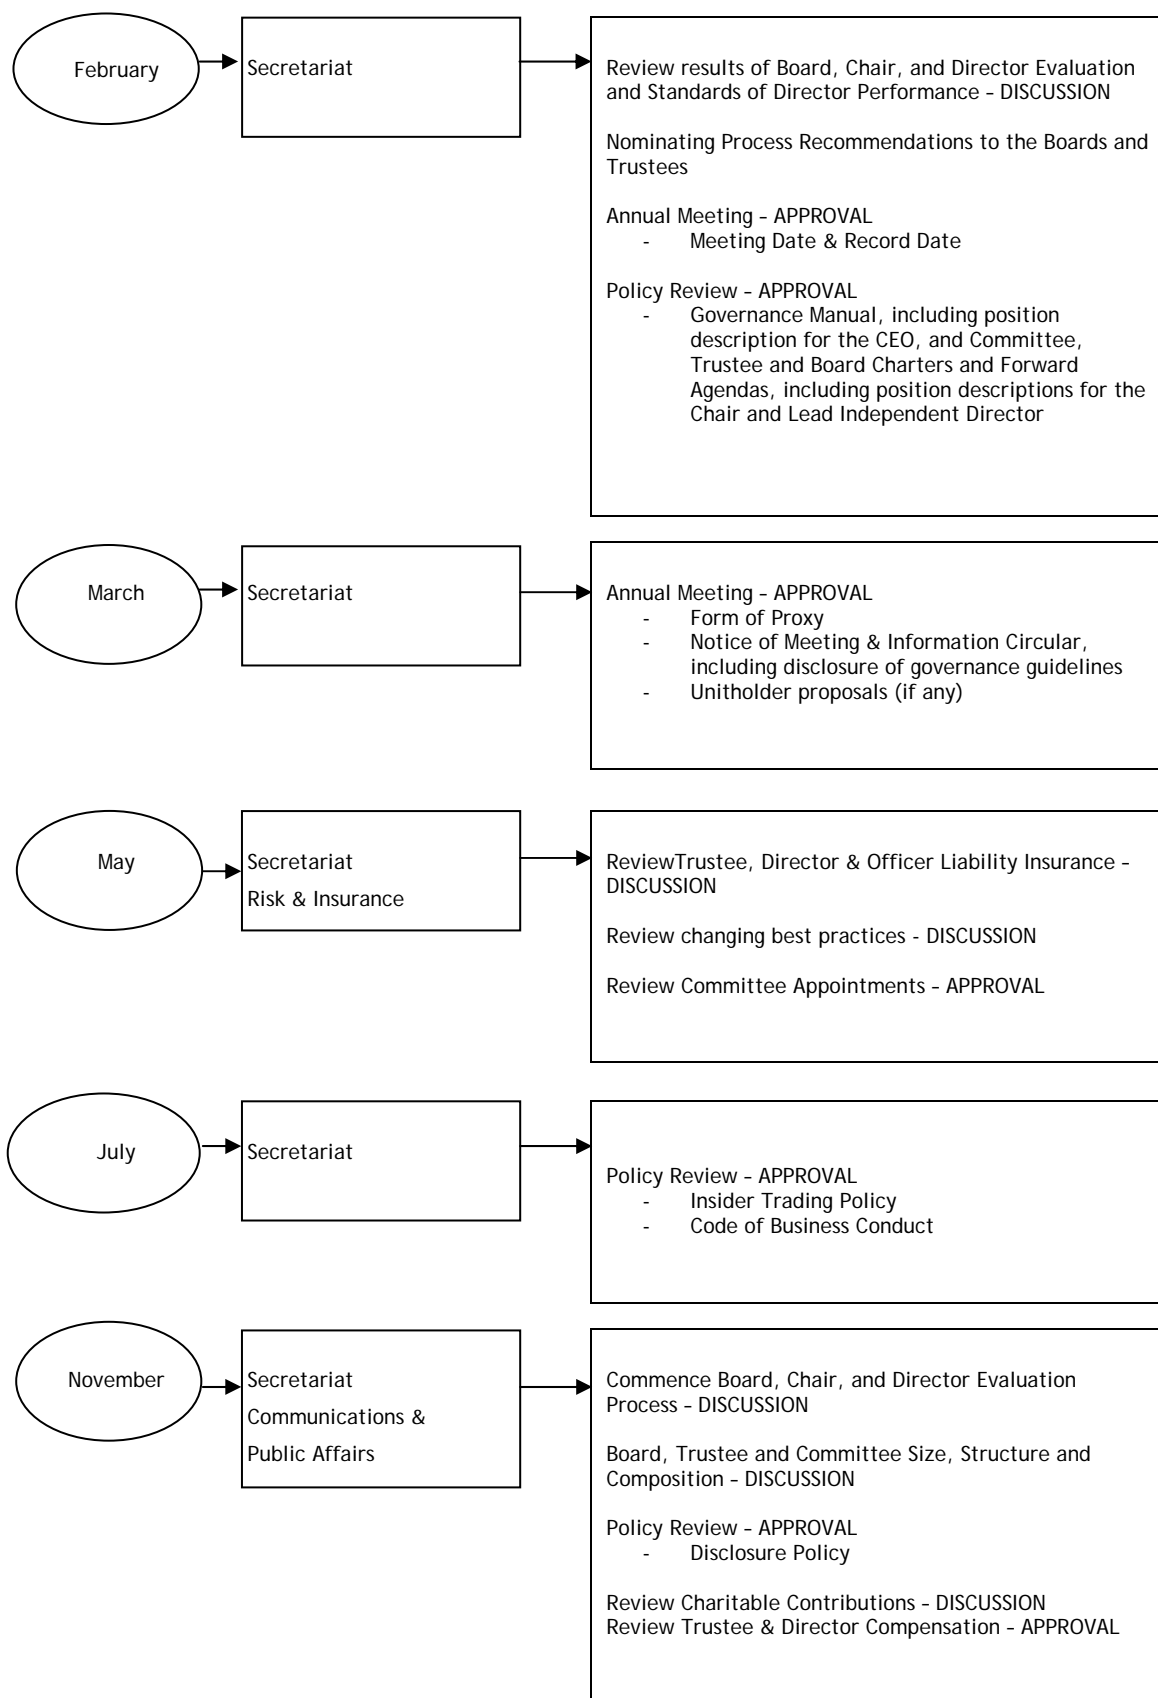 February
Secretariat
Review results of Board, Chair, and Director Evaluation
and Standards of Director Performance – DISCUSSION
Nominating Process Recommendations to the Boards and
Trustees
Annual Meeting – APPROVAL
- Meeting Date & Record Date
Policy Review – APPROVAL
- Governance Manual, including position
description for the CEO, and Committee,
Trustee and Board Charters and Forward
Agendas, including position descriptions for the
Chair and Lead Independent Director
March
Secretariat
Annual Meeting – APPROVAL
- Form of Proxy
- Notice of Meeting & Information Circular,
including disclosure of governance guidelines
- Unitholder proposals (if any)
May
Secretariat
Risk & Insurance
ReviewTrustee, Director & Officer Liability Insurance –
DISCUSSION
Review changing best practices - DISCUSSION
Review Committee Appointments – APPROVAL
July
Secretariat
Policy Review – APPROVAL
- Insider Trading Policy
- Code of Business Conduct
November
Secretariat
Communications &
Public Affairs
Commence Board, Chair, and Director Evaluation
Process – DISCUSSION
Board, Trustee and Committee Size, Structure and
Composition – DISCUSSION
Policy Review – APPROVAL
- Disclosure Policy
Review Charitable Contributions – DISCUSSION
Review Trustee & Director Compensation – APPROVAL